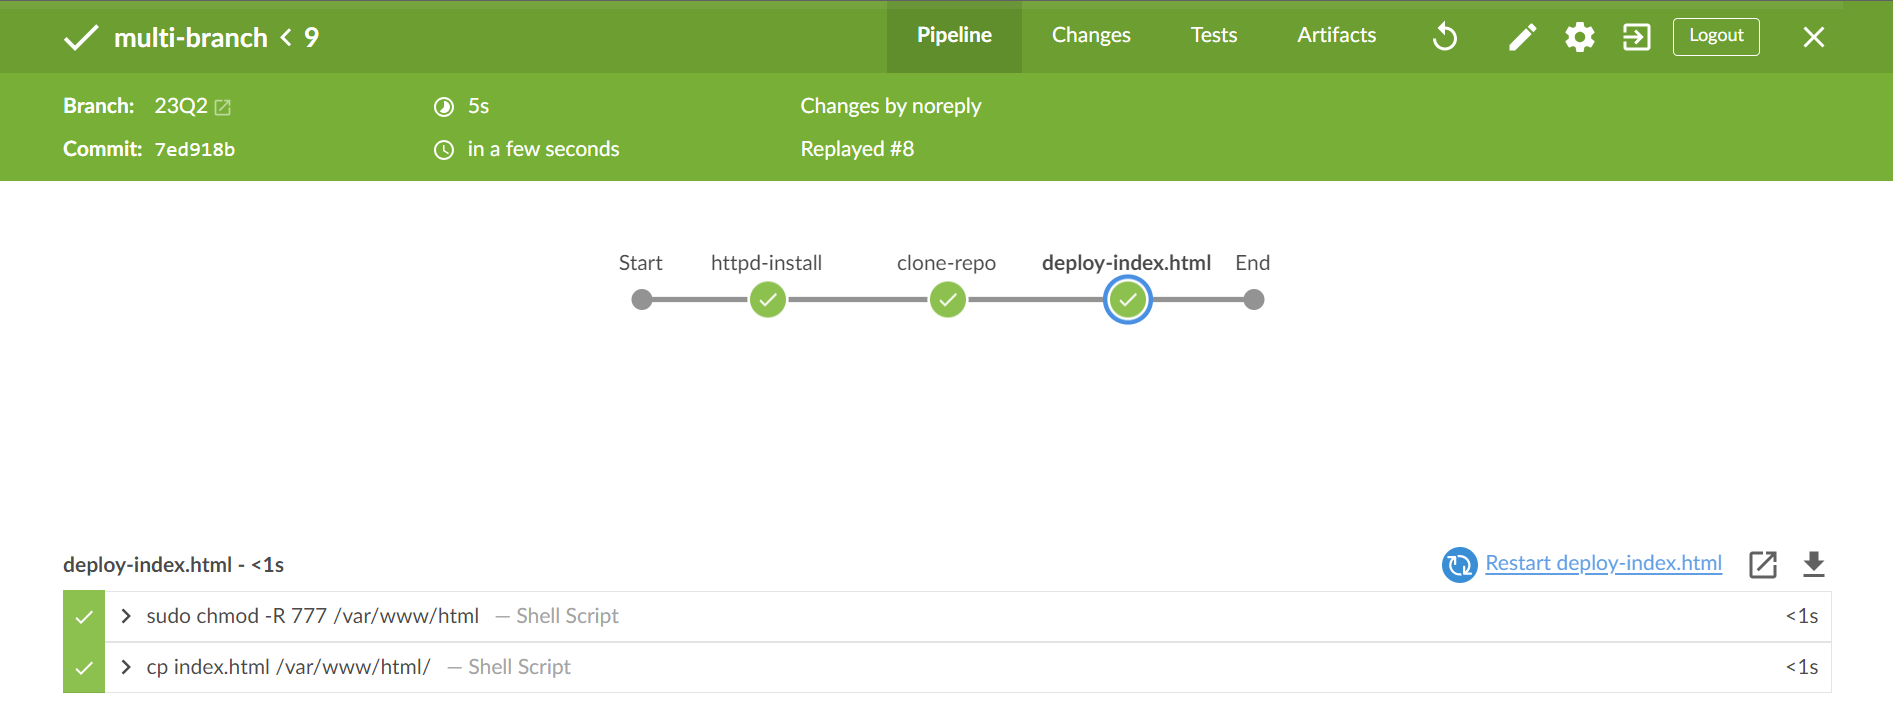 multi-branch < 9
Pipeline Changes Tests Artifacts Logout
Branch: 23Q2 5s Changes by noreply
Commit: 7ed918b in a few seconds Replayed #8
Start httpd-install clone-repo deploy-index.html End
deploy-index.html - <1s Restart deploy-index.html
sudo chmod -R 777 /var/www/html — Shell Script <1s
cp index.html /var/www/html/ — Shell Script <1s